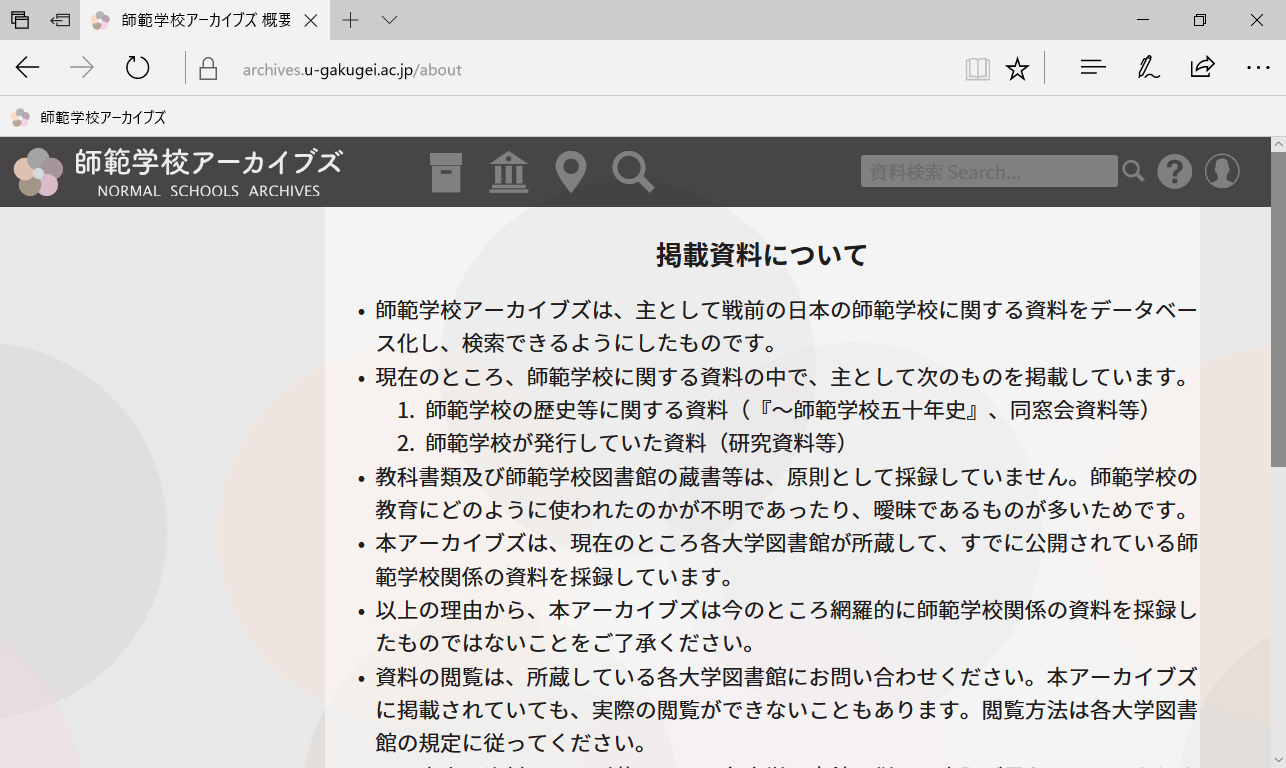 師範学校アーカイブズ 概要
archives.u-gakugei.ac.jp/about
師範学校アーカイブズ
師範学校アーカイブズ
NORMAL SCHOOLS ARCHIVES
資料検索 Search...
?
掲載資料について
• 師範学校アーカイブズは、主として戦前の日本の師範学校に関する資料をデータベー
ス化し、検索できるようにしたものです。
• 現在のところ、師範学校に関する資料の中で、主として次のものを掲載しています。
1. 師範学校の歴史等に関する資料（『～師範学校五十年史』、同窓会資料等）
2. 師範学校が発行していた資料（研究資料等）
• 教科書類及び師範学校図書館の蔵書等は、原則として採録していません。師範学校の
教育にどのように使われたのかが不明であったり、曖昧であるものが多いためです。
• 本アーカイブズは、現在のところ各大学図書館が所蔵して、すでに公開されている師
範学校関係の資料を採録しています。
• 以上の理由から、本アーカイブズは今のところ網羅的に師範学校関係の資料を採録し
たものではないことをご了承ください。
• 資料の閲覧は、所蔵している各大学図書館にお問い合わせください。本アーカイブズ
に掲載されていても、実際の閲覧ができないこともあります。閲覧方法は各大学図書
館の規定に従ってください。